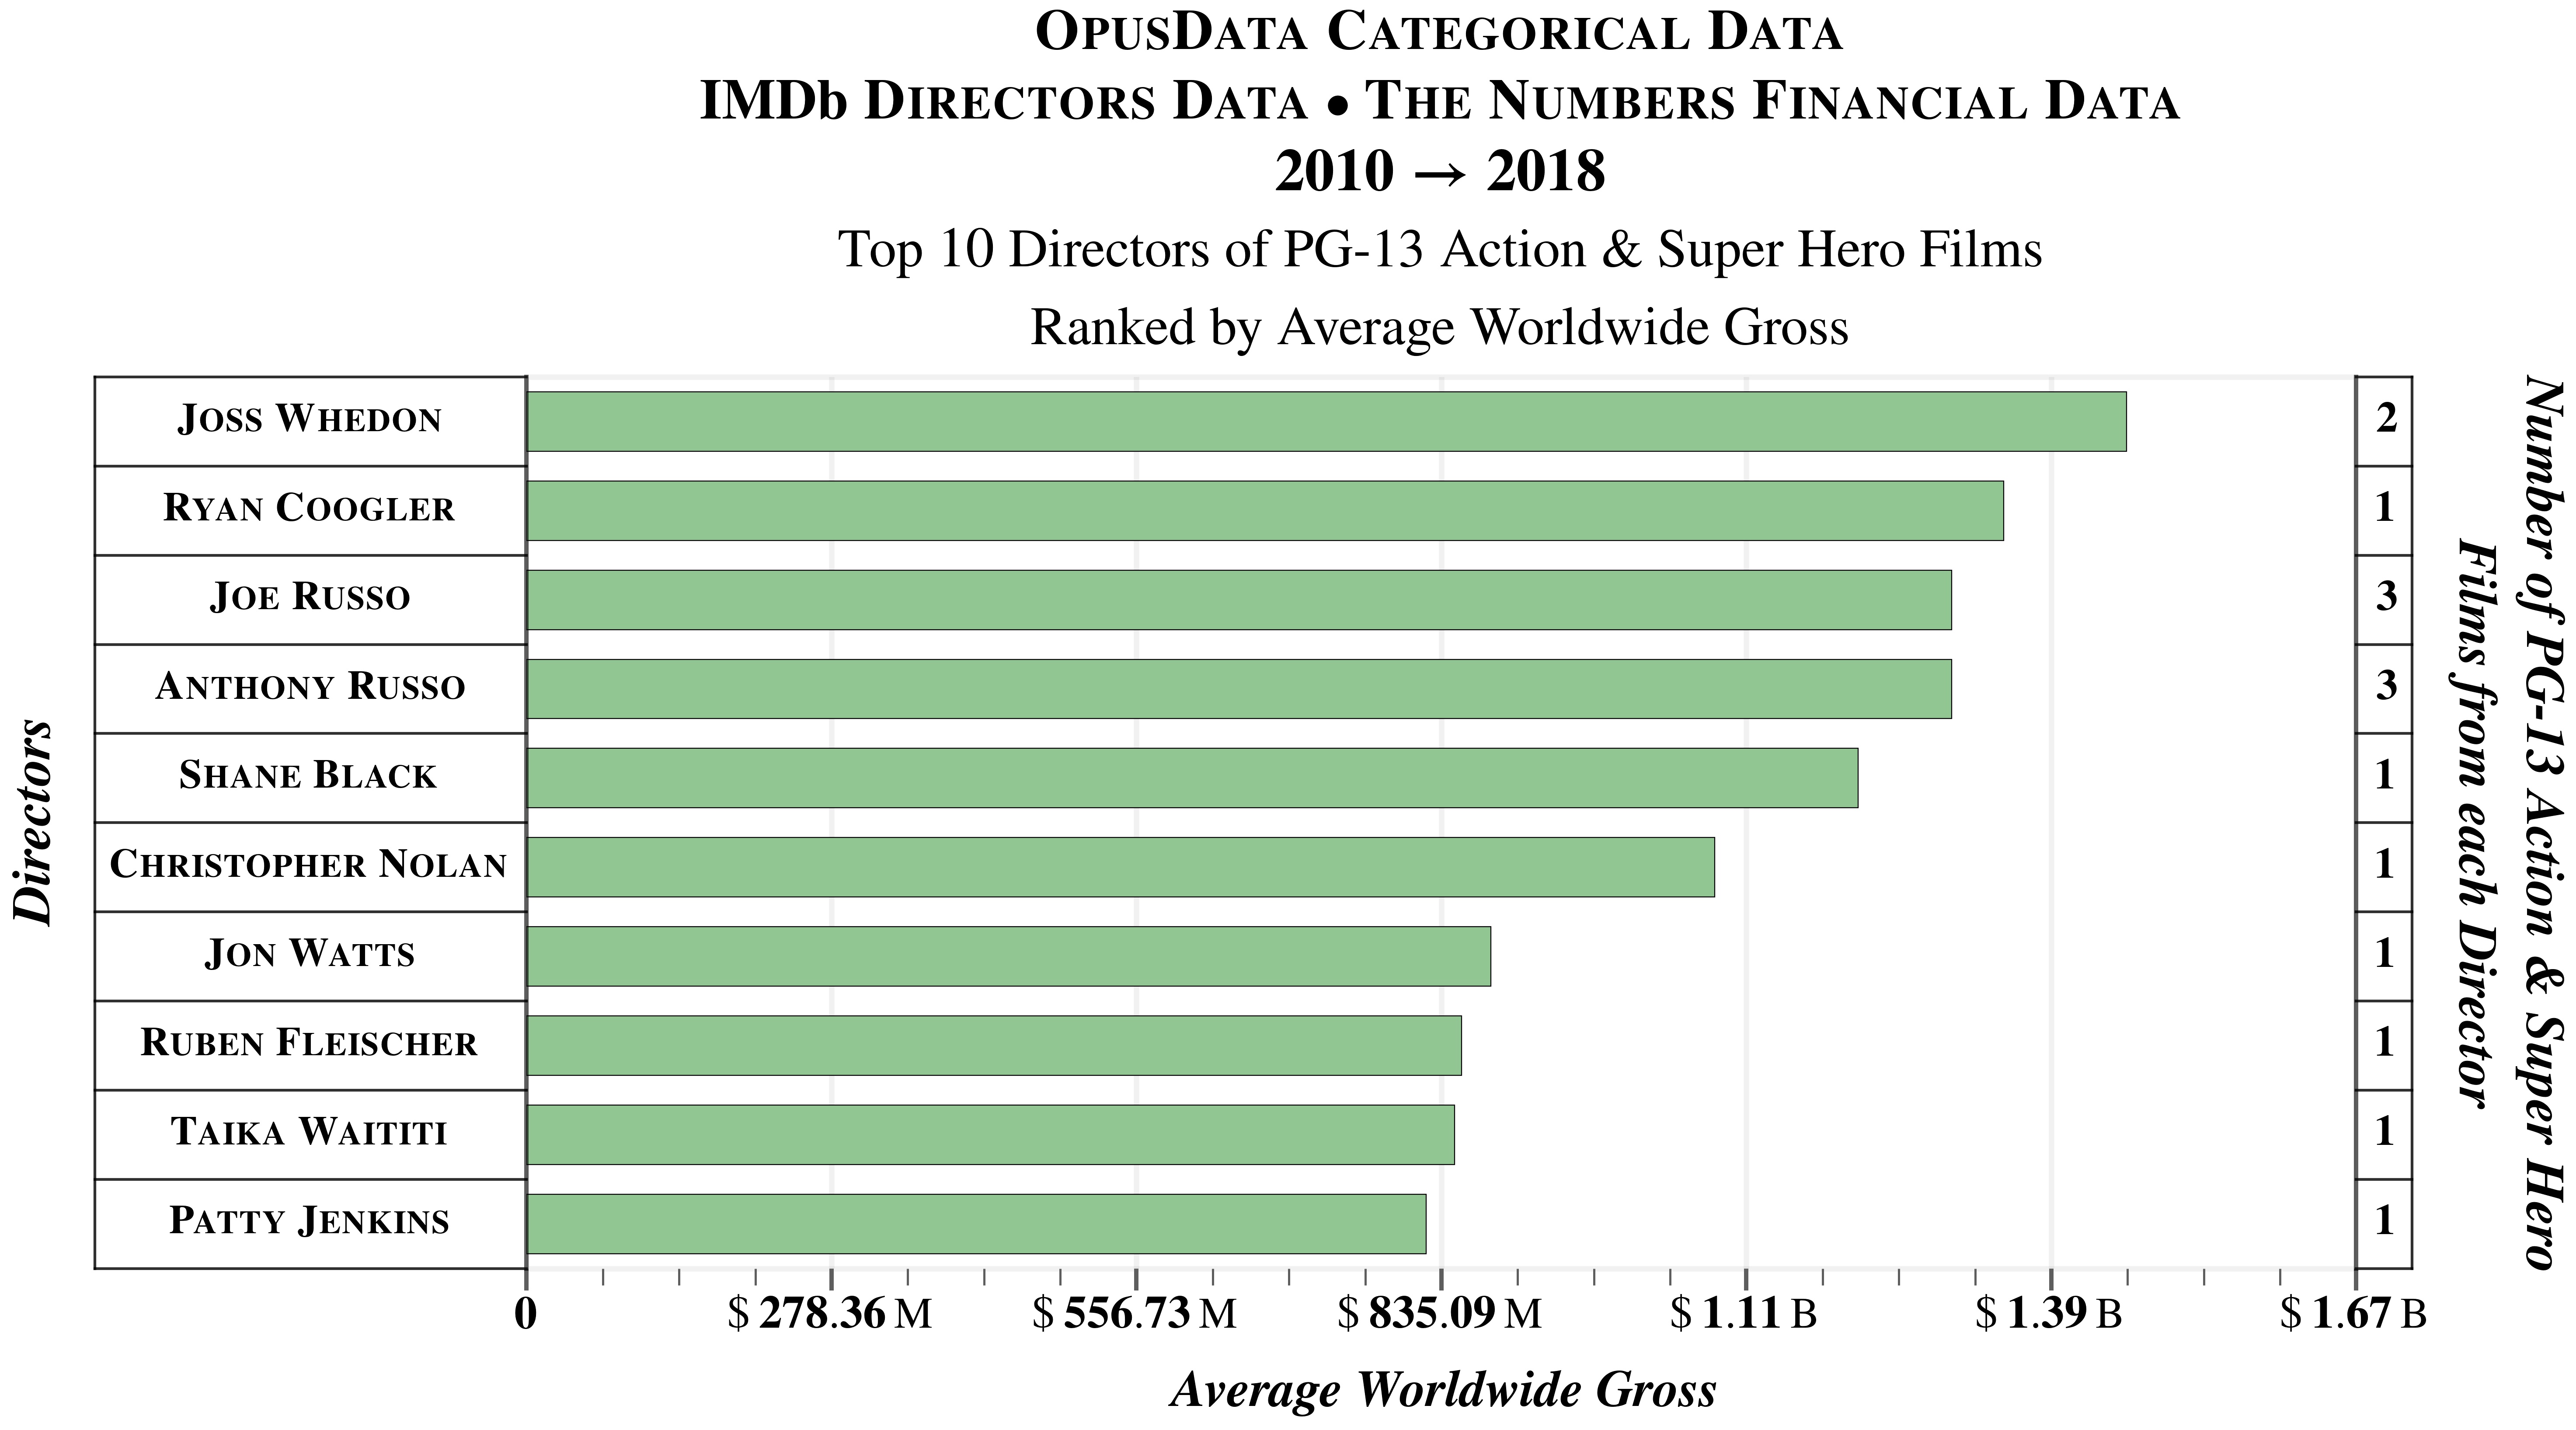 OpusData Categorical Data
IMDb Directors Data • The Numbers Financial Data
2010 → 2018
Top 10 Directors of PG-13 Action & Super Hero Films
Ranked by Average Worldwide Gross
Directors
Joss Whedon
2
Ryan Coogler
1
Joe Russo
3
Anthony Russo
3
Shane Black
1
Christopher Nolan
1
Jon Watts
1
Ruben Fleischer
1
Taika Waititi
1
Patty Jenkins
1
Number of PG-13 Action & Super Hero
Films from each Director
0 $ 278.36 M $ 556.73 M $ 835.09 M $ 1.11 B $ 1.39 B $ 1.67 B
Average Worldwide Gross